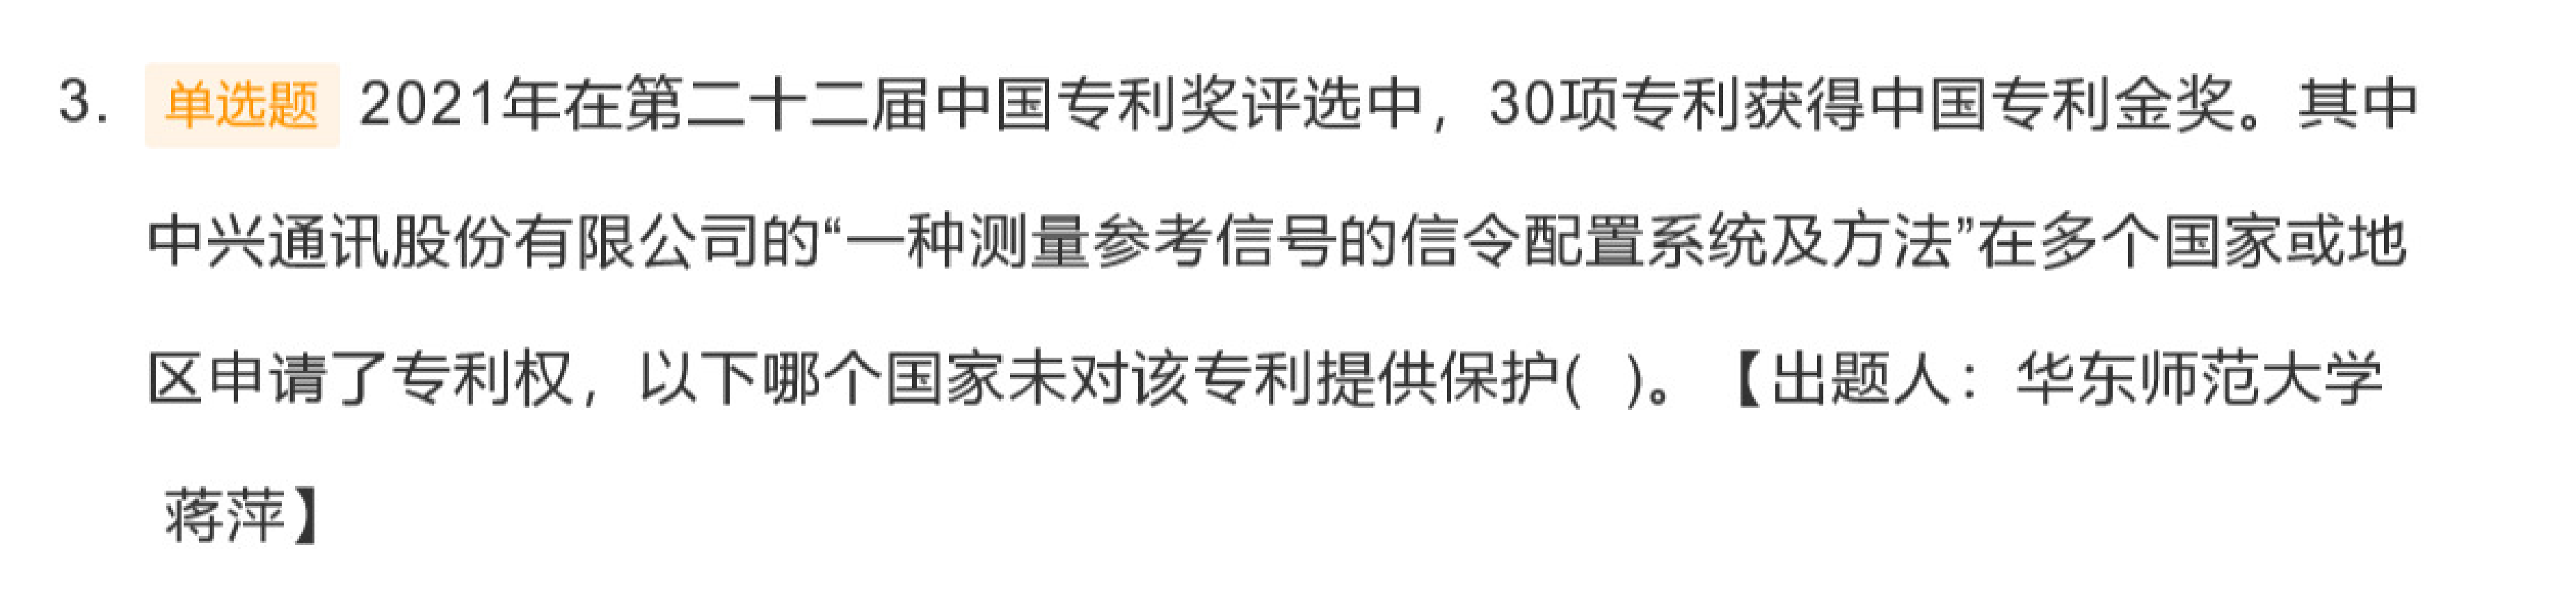 3. 单选题 2021年在第二十二届中国专利奖评选中，30项专利获得中国专利金奖。其中
中兴通讯股份有限公司的“一种测量参考信号的信令配置系统及方法”在多个国家或地
区申请了专利权，以下哪个国家未对该专利提供保护( )。【出题人：华东师范大学
蒋萍】